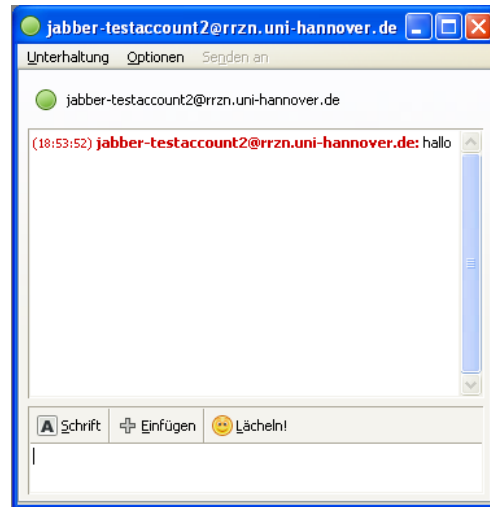 jabber-testaccount2@rrzn.uni-hannover.de
Unterhaltung Optionen Senden an
jabber-testaccount2@rrzn.uni-hannover.de
(18:53:52) jabber-testaccount2@rrzn.uni-hannover.de: hallo
A Schrift Einfügen Lächeln!